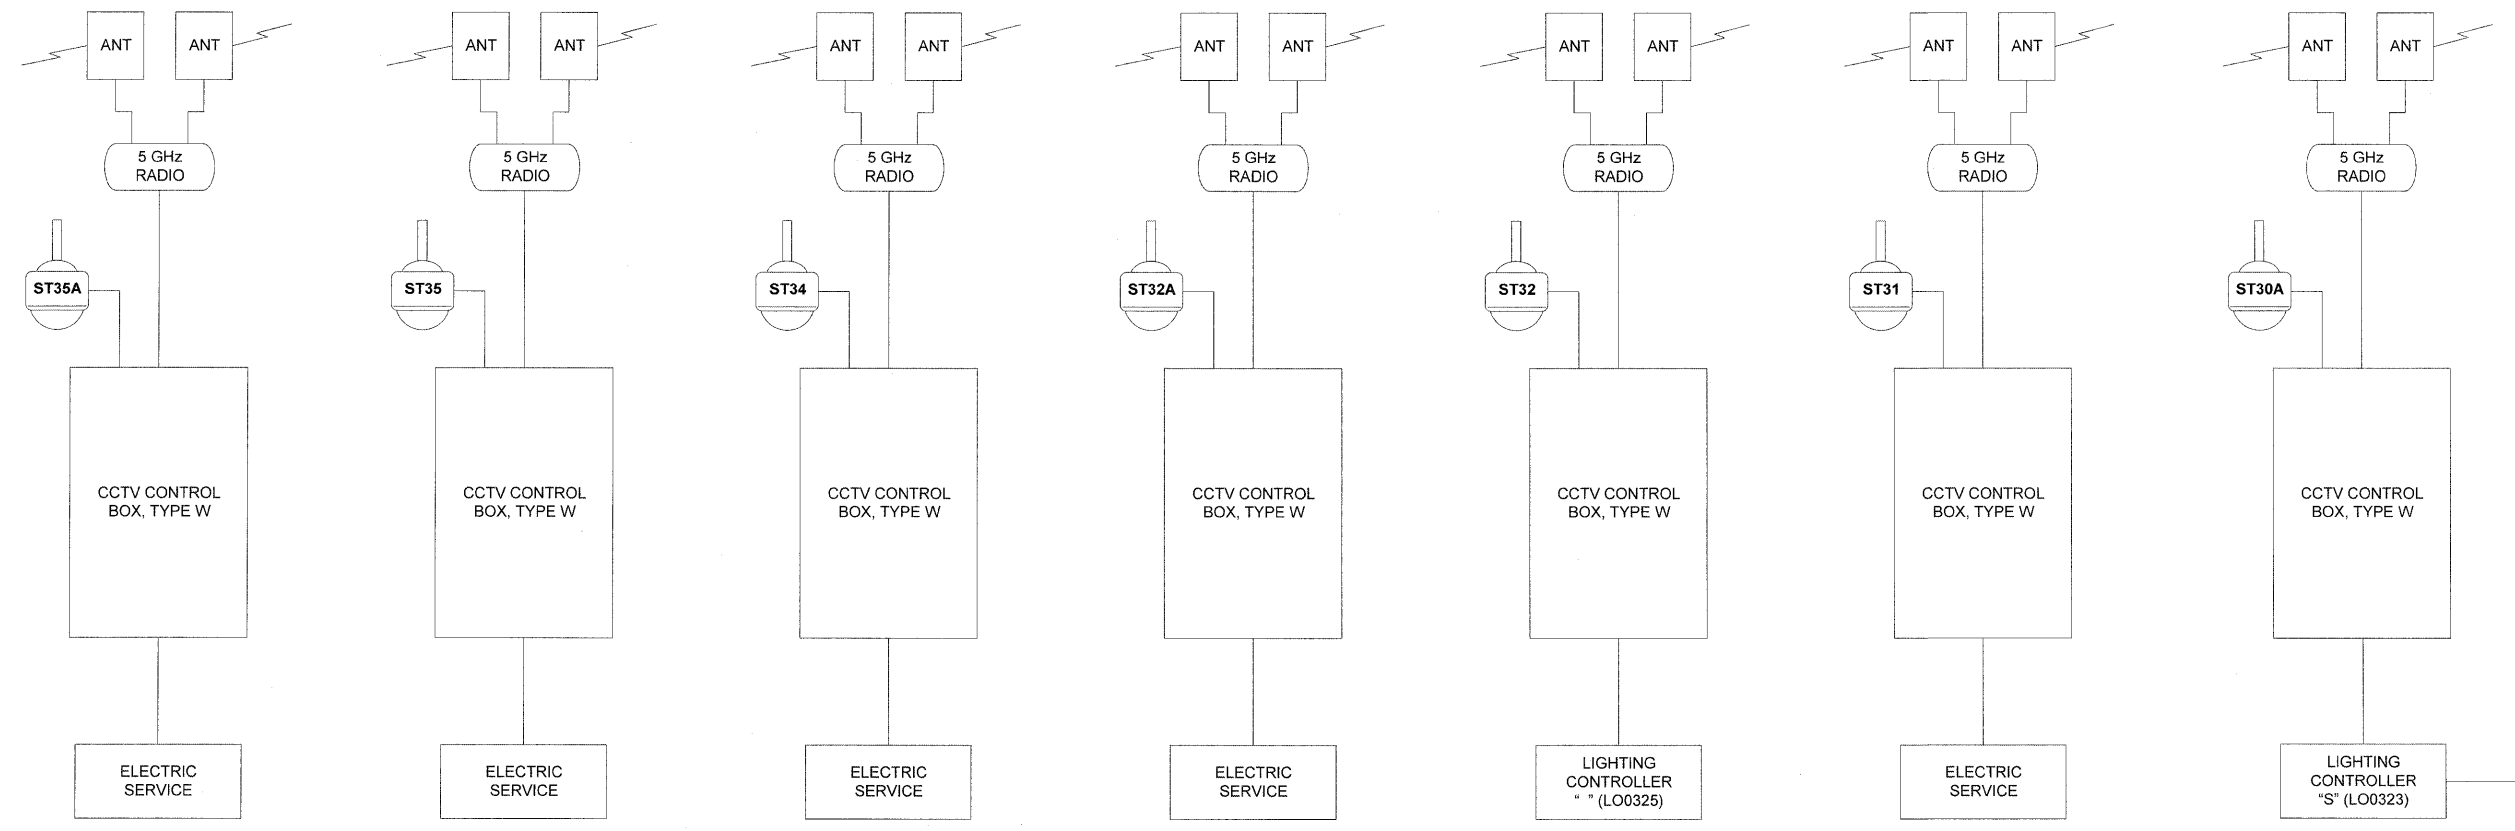 ANT ANT ANT ANT ANT ANT ANT ANT ANT ANT ANT ANT ANT ANT
5 GHz 5 GHz 5 GHz 5 GHz 5 GHz 5 GHz 5 GHz
RADIO RADIO RADIO RADIO RADIO RADIO RADIO
ST35A ST35 ST34 ST32A ST32 ST31 ST30A
CCTV CONTROL CCTV CONTROL CCTV CONTROL CCTV CONTROL CCTV CONTROL CCTV CONTROL CCTV CONTROL
BOX, TYPE W BOX, TYPE W BOX, TYPE W BOX, TYPE W BOX, TYPE W BOX, TYPE W BOX, TYPE W
ELECTRIC
SERVICE
ELECTRIC
SERVICE
ELECTRIC
SERVICE
ELECTRIC
SERVICE
LIGHTING
CONTROLLER
“ ” (LO0325)
ELECTRIC
SERVICE
LIGHTING
CONTROLLER
“S” (LO0323)